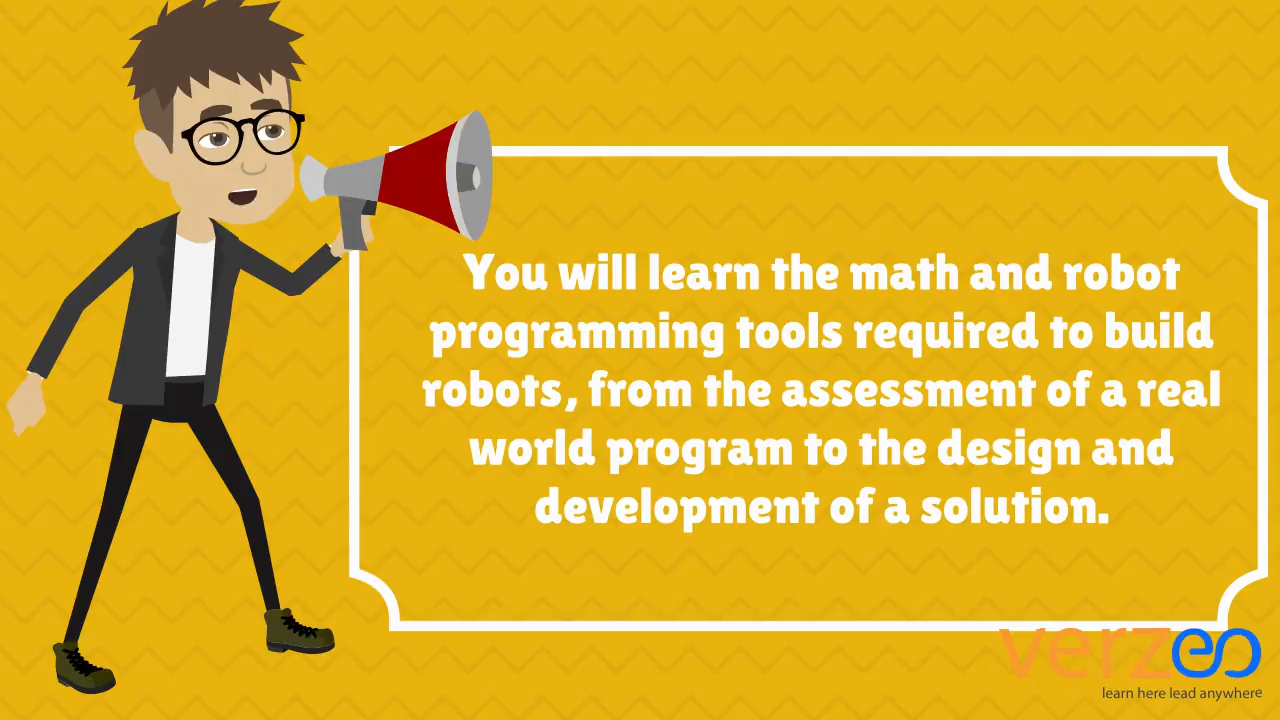 You will learn the math and robot
programming tools required to build
robots, from the assessment of a real
world program to the design and
development of a solution.
verzeo
learn here lead anywhere